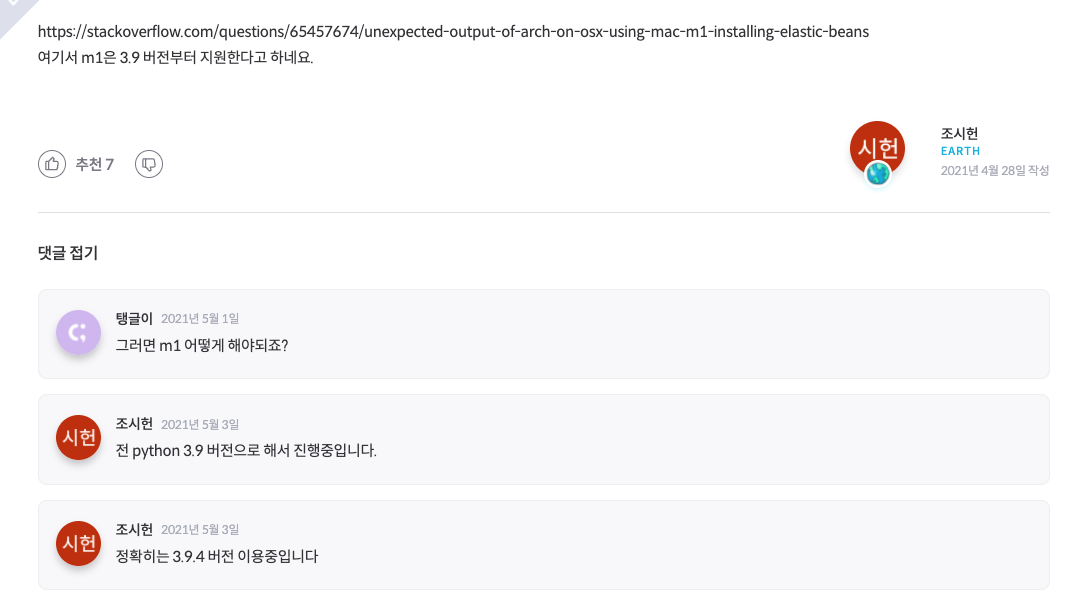 https://stackoverflow.com/questions/65457674/unexpected-output-of-arch-on-osx-using-mac-m1-installing-elastic-beans
여기서 m1은 3.9 버전부터 지원한다고 하네요.
시헌
조시헌
EARTH
2021년 4월 28일 작성
추천 7
댓글 접기
탱글이 2021년 5월 1일
그러면 m1 어떻게 해야되죠?
시헌
조시헌 2021년 5월 3일
전 python 3.9 버전으로 해서 진행중입니다.
시헌
조시헌 2021년 5월 3일
정확히는 3.9.4 버전 이용중입니다